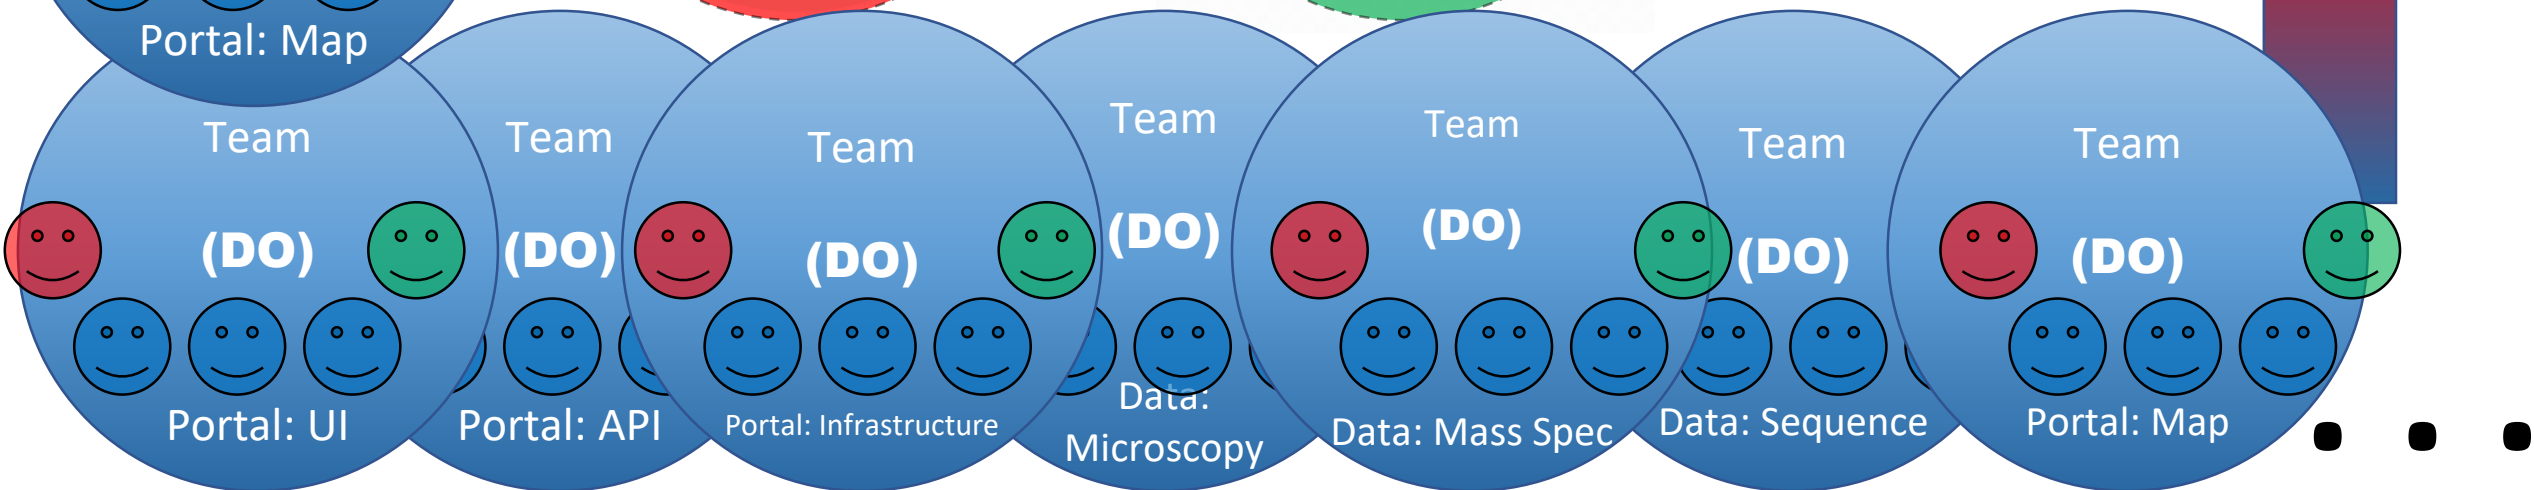 Portal: Map
Team
(DO)
Portal: UI
Team
(DO)
Portal: API
Team
(DO)
Portal: Infrastructure
Team
(DO)
Data:
Microscopy
Team
(DO)
Data: Mass Spec
Team
(DO)
Data: Sequence
Team
(DO)
Portal: Map
. . .